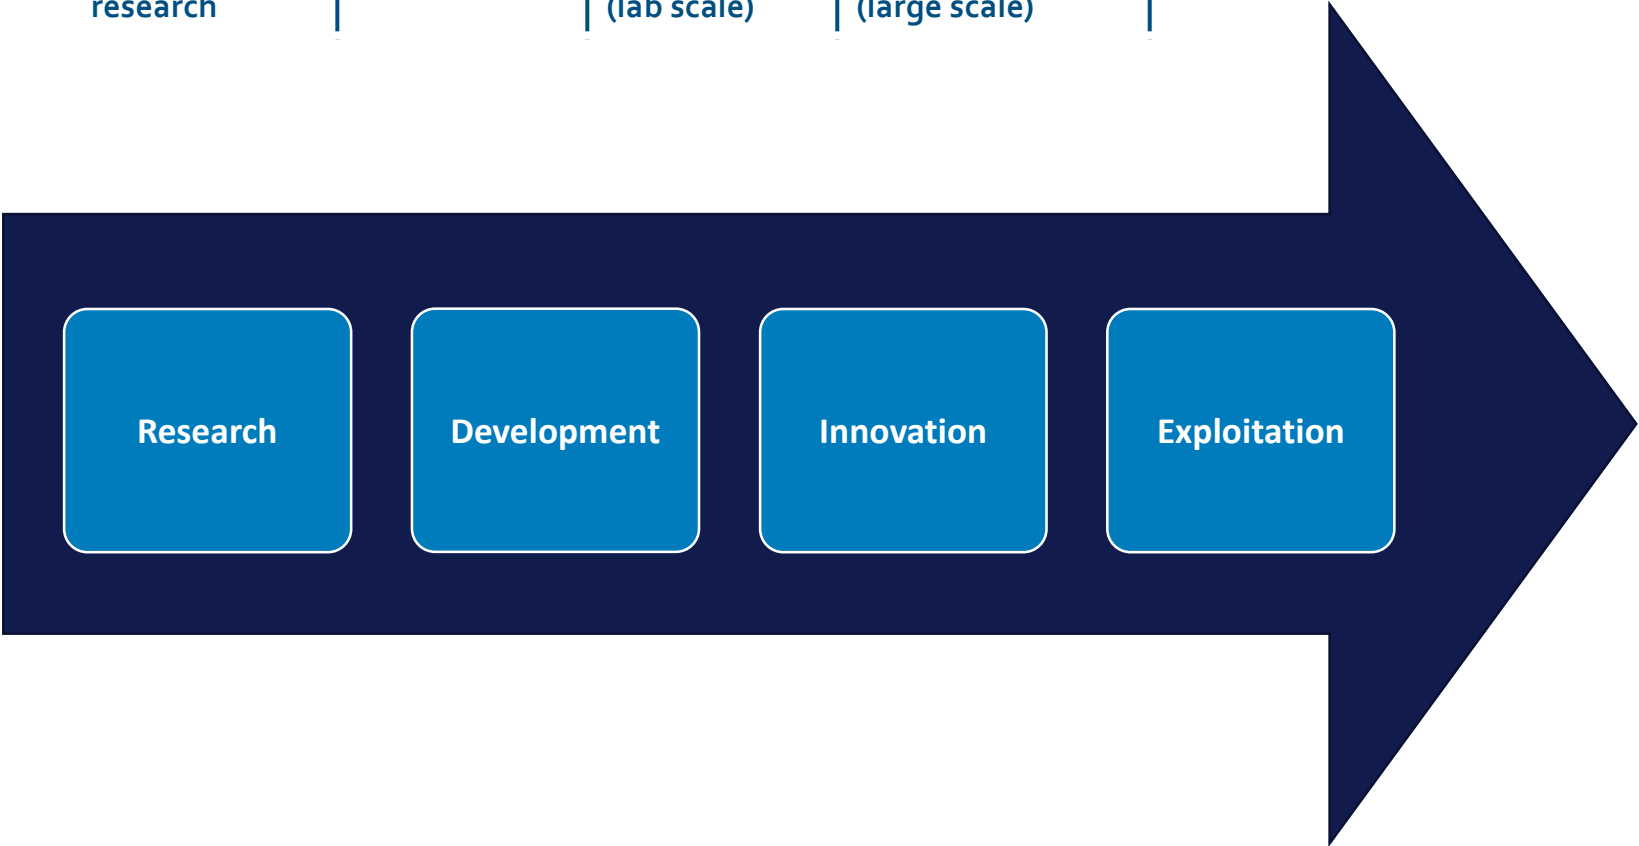 research (lab scale) (large scale)
Research Development Innovation Exploitation